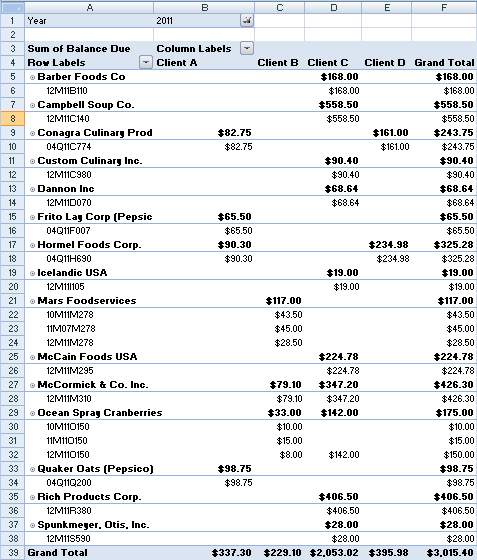 A B C D E F
1 Year 2011
2
3 Sum of Balance Due Column Labels
4 Row Labels Client A Client B Client C Client D Grand Total
5 Barber Foods Co $168.00 $168.00
6 12M11B110 $168.00 $168.00
7 Campbell Soup Co. $558.50 $558.50
8 12M11C140 $558.50 $558.50
9 Conagra Culinary Prod $82.75 $161.00 $243.75
10 04Q11C774 $82.75 $161.00 $243.75
11 Custom Culinary Inc. $90.40 $90.40
12 12M11C980 $90.40 $90.40
13 Dannon Inc $68.64 $68.64
14 12M11D070 $68.64 $68.64
15 Frito Lay Corp (Pepsic $65.50 $65.50
16 04Q11F007 $65.50 $65.50
17 Hormel Foods Corp. $90.30 $234.98 $325.28
18 04Q11H690 $90.30 $234.98 $325.28
19 Icelandic USA $19.00 $19.00
20 12M11I105 $19.00 $19.00
21 Mars Foodservices $117.00 $117.00
22 10M11M278 $43.50 $43.50
23 11M07M278 $45.00 $45.00
24 12M11M278 $28.50 $28.50
25 McCain Foods USA $224.78 $224.78
26 12M11M295 $224.78 $224.78
27 McCormick & Co. Inc. $79.10 $347.20 $426.30
28 12M11M310 $79.10 $347.20 $426.30
29 Ocean Spray Cranberries $33.00 $142.00 $175.00
30 10M11O150 $10.00 $10.00
31 11M11O150 $15.00 $15.00
32 12M11O150 $8.00 $142.00 $150.00
33 Quaker Oats (Pepsico) $98.75 $98.75
34 04Q11Q200 $98.75 $98.75
35 Rich Products Corp. $406.50 $406.50
36 12M11R380 $406.50 $406.50
37 Spunkmeyer, Otis, Inc. $28.00 $28.00
38 12M11S590 $28.00 $28.00
39 Grand Total $337.30 $229.10 $2,053.02 $395.98 $3,015.40